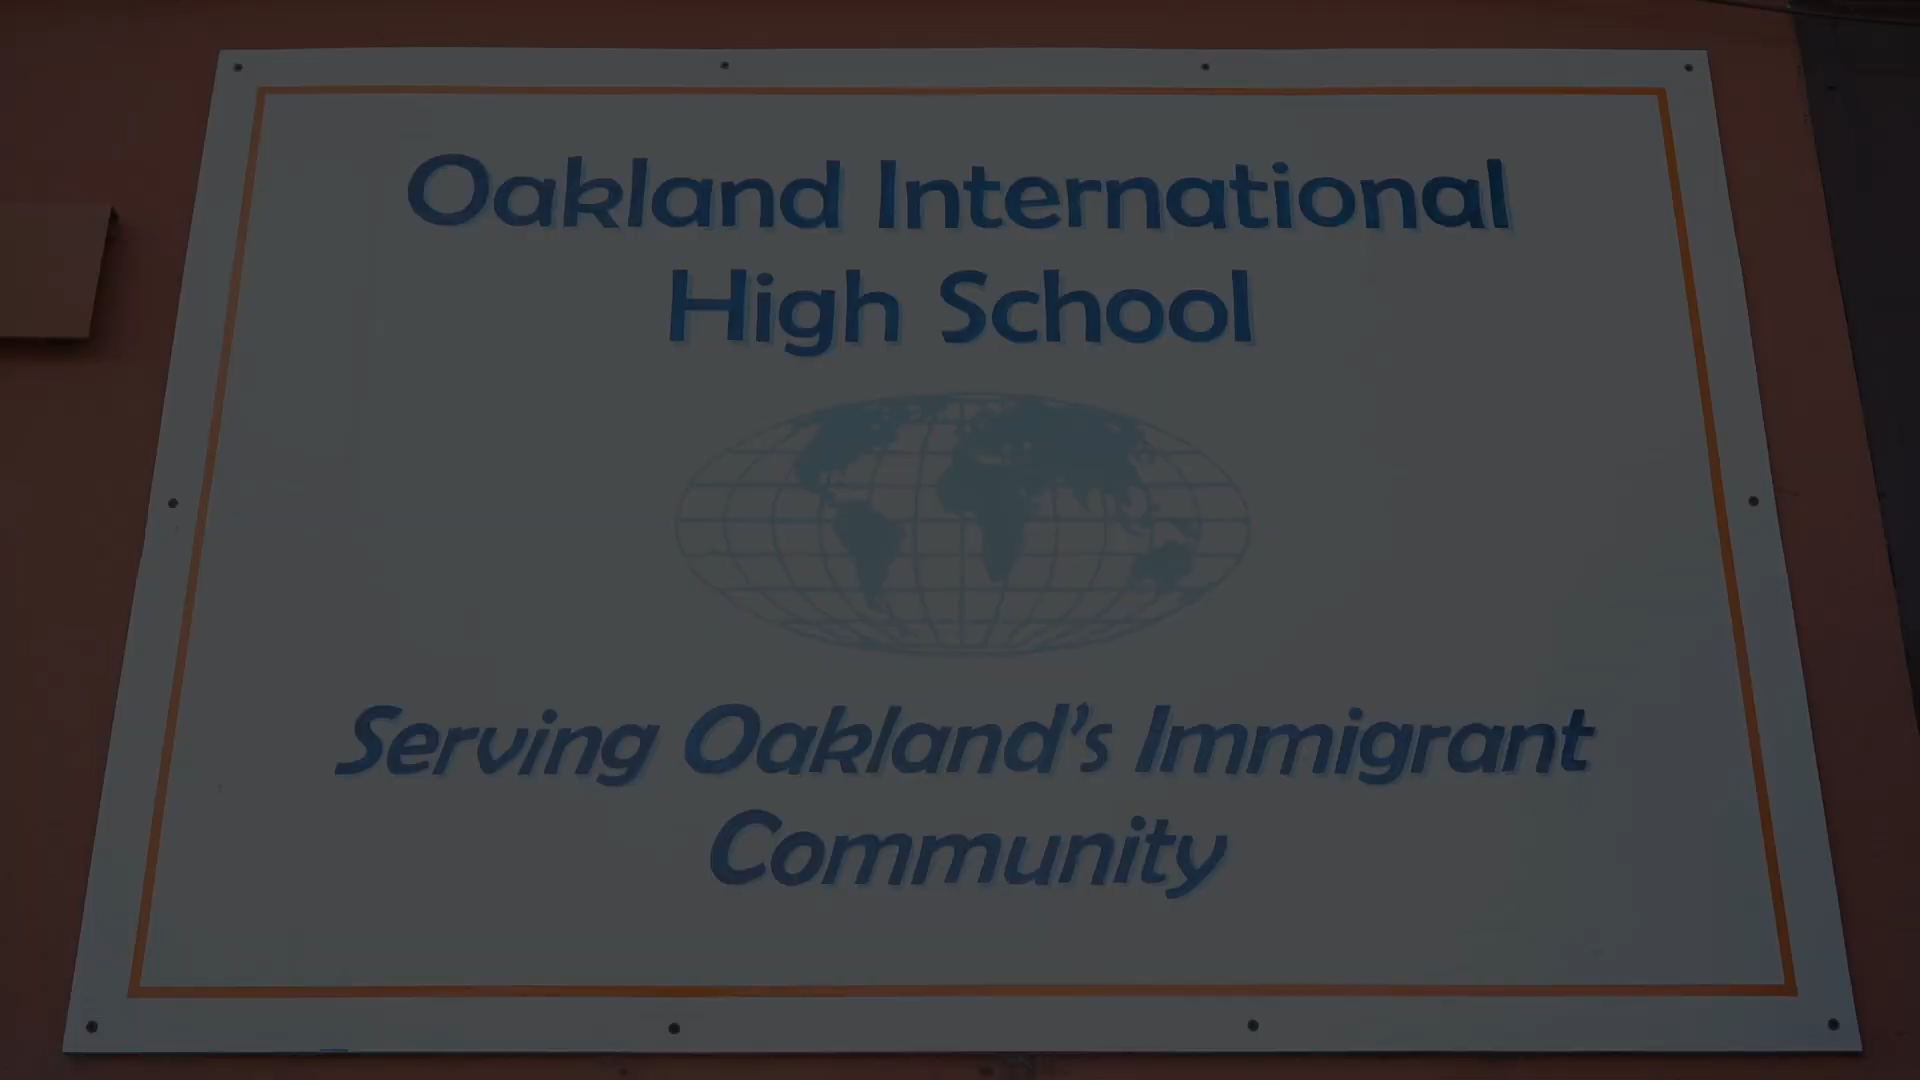 Oakland International
High School
Serving Oakland's Immigrant
Community